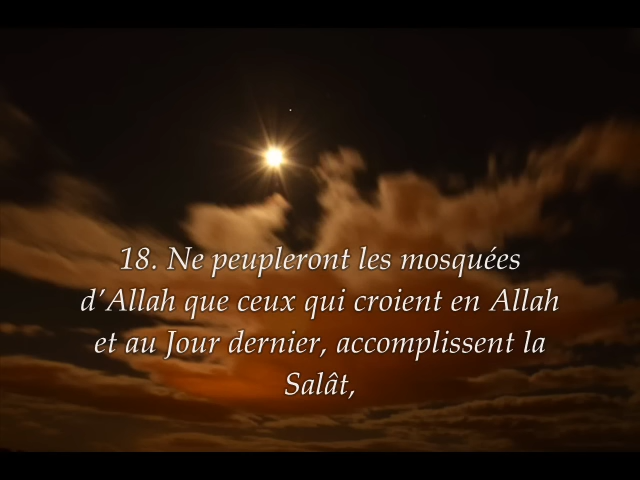 18. Ne peupleront les mosquées
d’Allah que ceux qui croient en Allah
et au Jour dernier, accomplissent la
Salât,